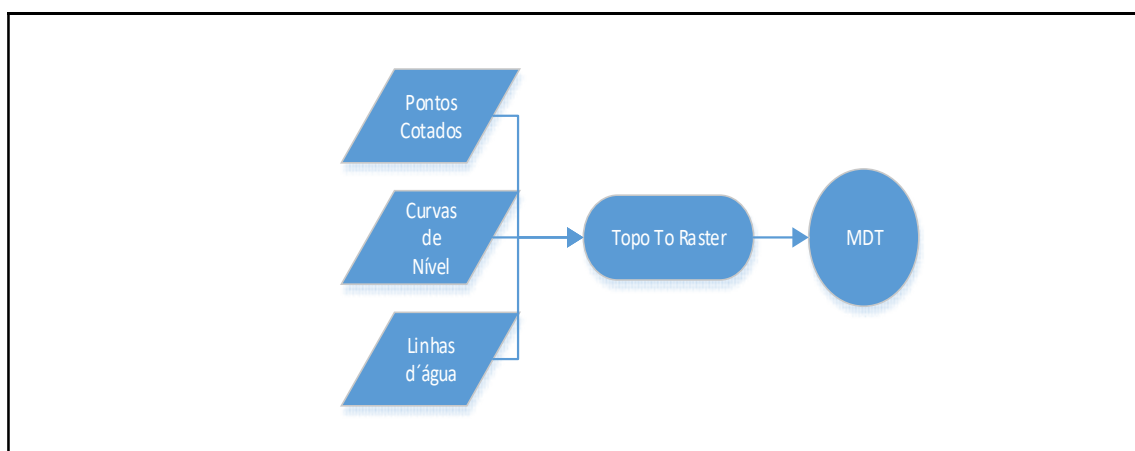 Pontos
Cotados
Curvas
de
Nível
Topo To Raster
MDT
Linhas
d´água